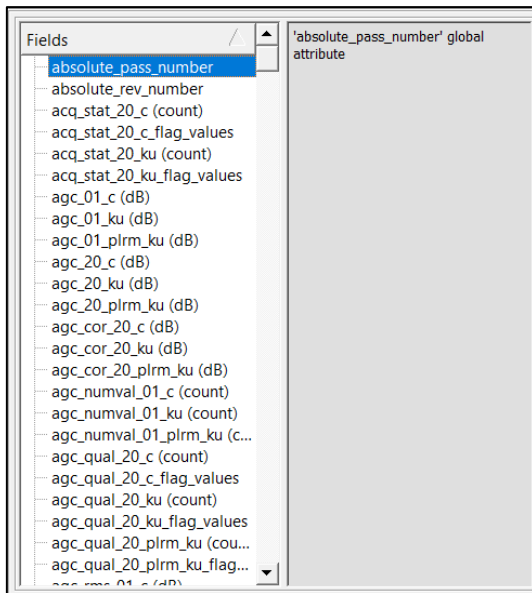 Fields
absolute_pass_number
absolute_rev_number
acq_stat_20_c (count)
acq_stat_20_c_flag_values
acq_stat_20_ku (count)
acq_stat_20_ku_flag_values
agc_01_c (dB)
agc_01_ku (dB)
agc_01_plrm_ku (dB)
agc_20_c (dB)
agc_20_ku (dB)
agc_20_plrm_ku (dB)
agc_cor_20_c (dB)
agc_cor_20_ku (dB)
agc_cor_20_plrm_ku (dB)
agc_numval_01_c (count)
agc_numval_01_ku (count)
agc_numval_01_plrm_ku (c...
agc_qual_20_c (count)
agc_qual_20_c_flag_values
agc_qual_20_ku (count)
agc_qual_20_ku_flag_values
agc_qual_20_plrm_ku (cou...
agc_qual_20_plrm_ku_flag...
agc_rms_01_c (dB)
'absolute_pass_number' global
attribute